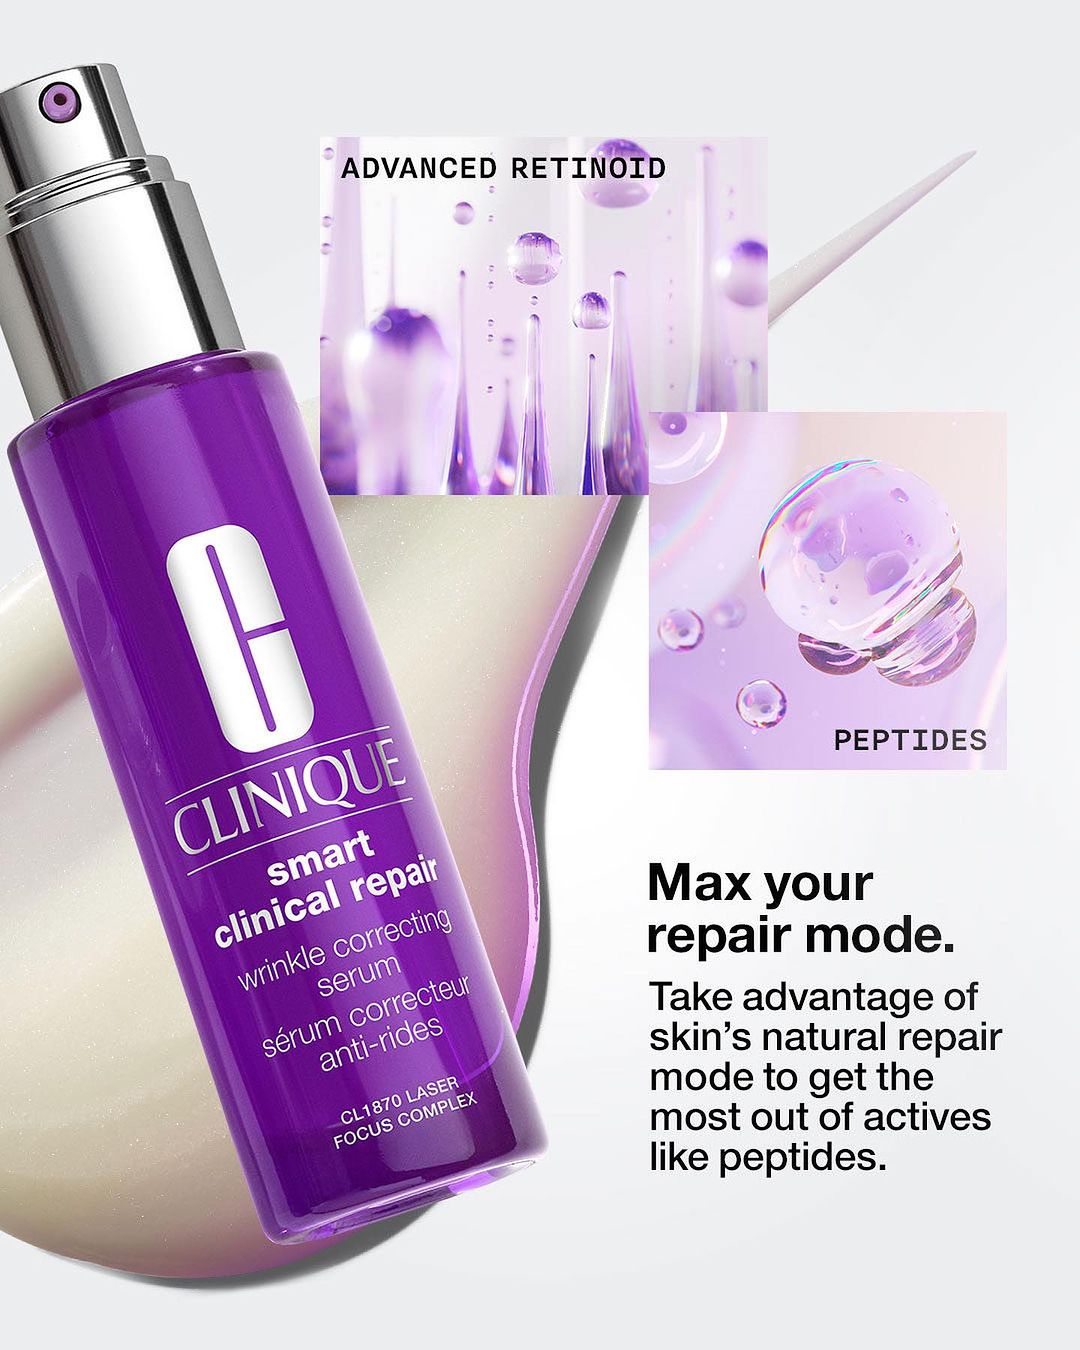 ADVANCED RETINOID
PEPTIDES
C
CLINIQUE
smart
clinical repair
wrinkle correcting
serum
sérum correcteur
anti-rides
CL1870 LASER
FOCUS COMPLEX
Max your
repair mode.
Take advantage of
skin’s natural repair
mode to get the
most out of actives
like peptides.